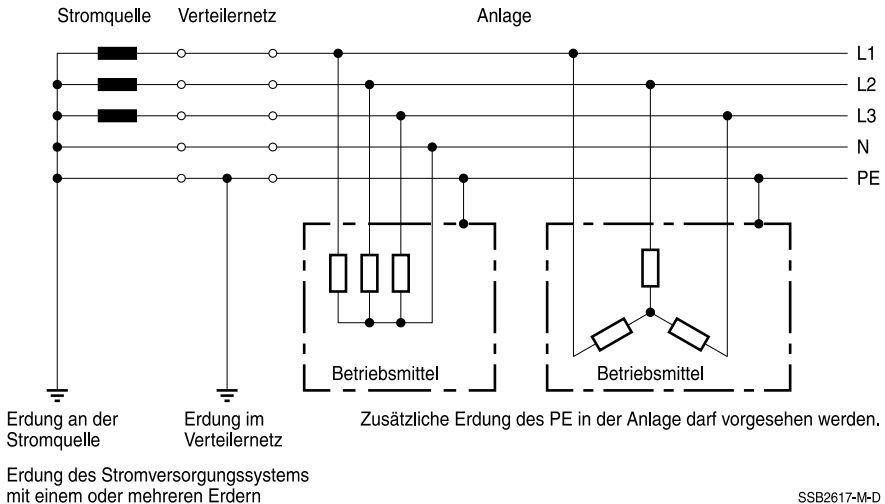 Stromquelle Verteilernetz Anlage
L1
L2
L3
N
PE
Betriebsmittel Betriebsmittel
Erdung an der
Stromquelle
Erdung im
Verteilernetz
Zusätzliche Erdung des PE in der Anlage darf vorgesehen werden.
Erdung des Stromversorgungssystems
mit einem oder mehreren Erdern
SSB2617-M-D